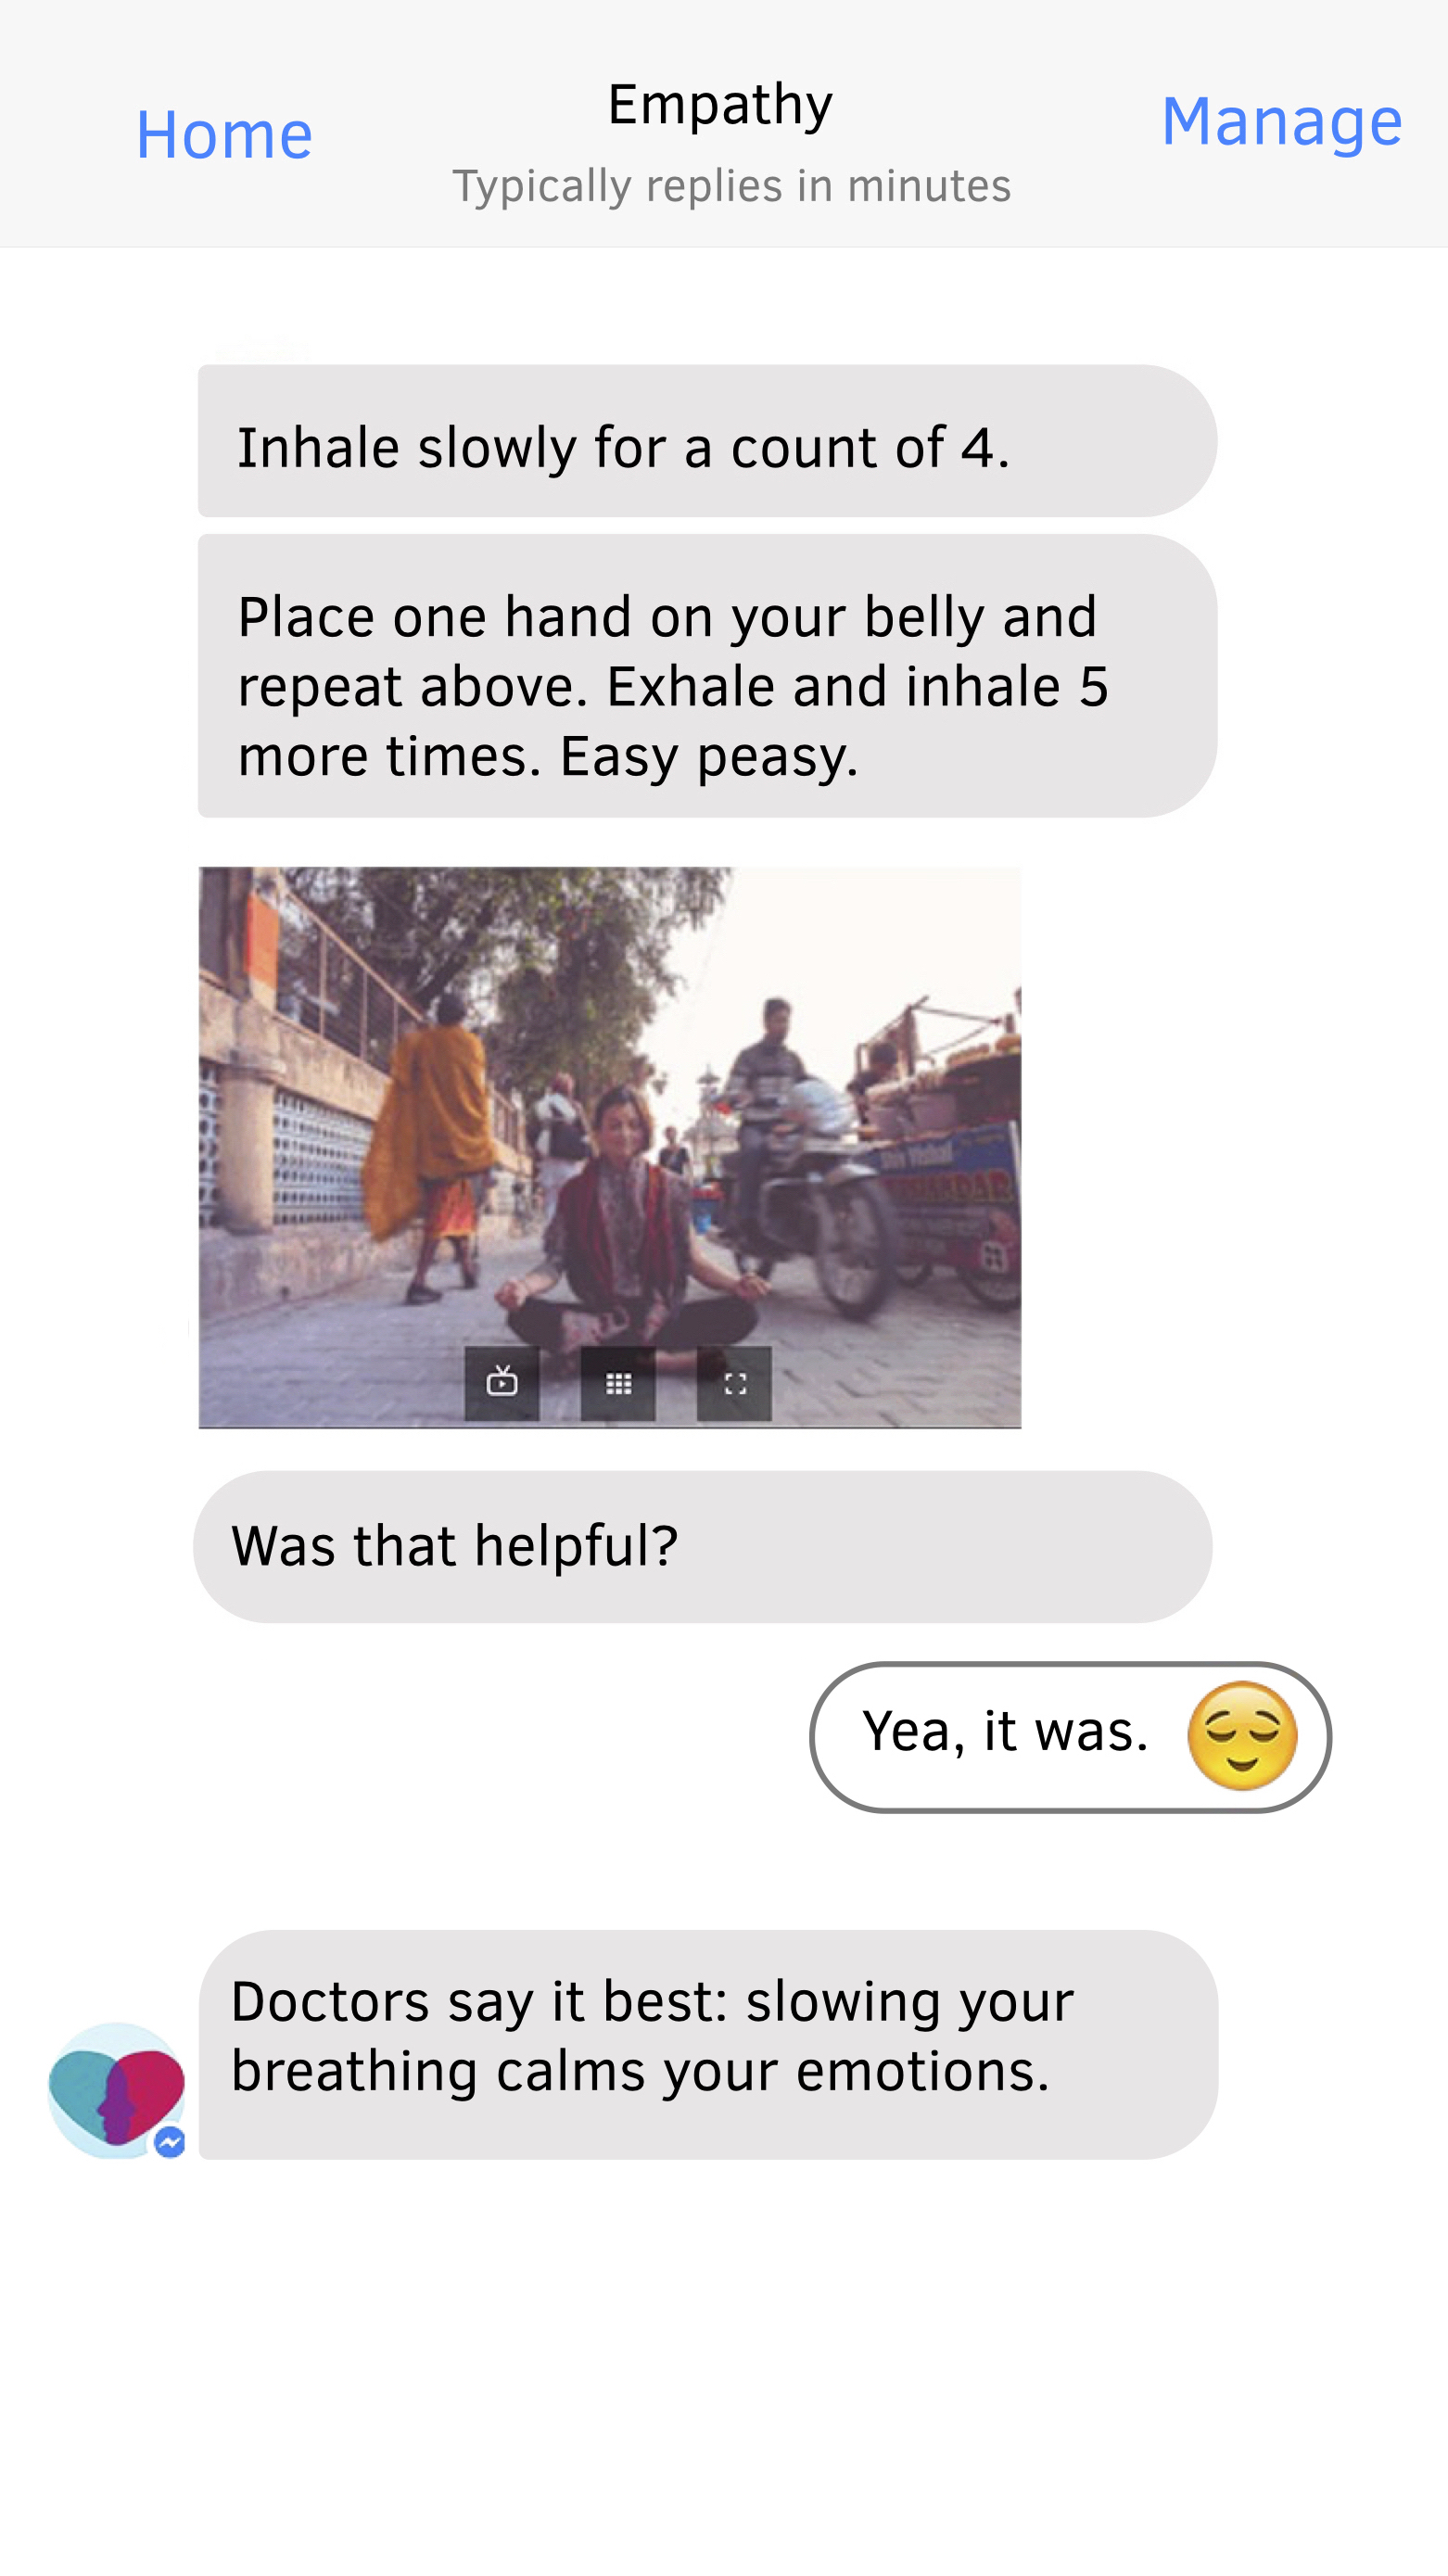 Home
Empathy
Manage
Typically replies in minutes
Inhale slowly for a count of 4.
Place one hand on your belly and
repeat above. Exhale and inhale 5
more times. Easy peasy.
Was that helpful?
Yea, it was.
Doctors say it best: slowing your
breathing calms your emotions.